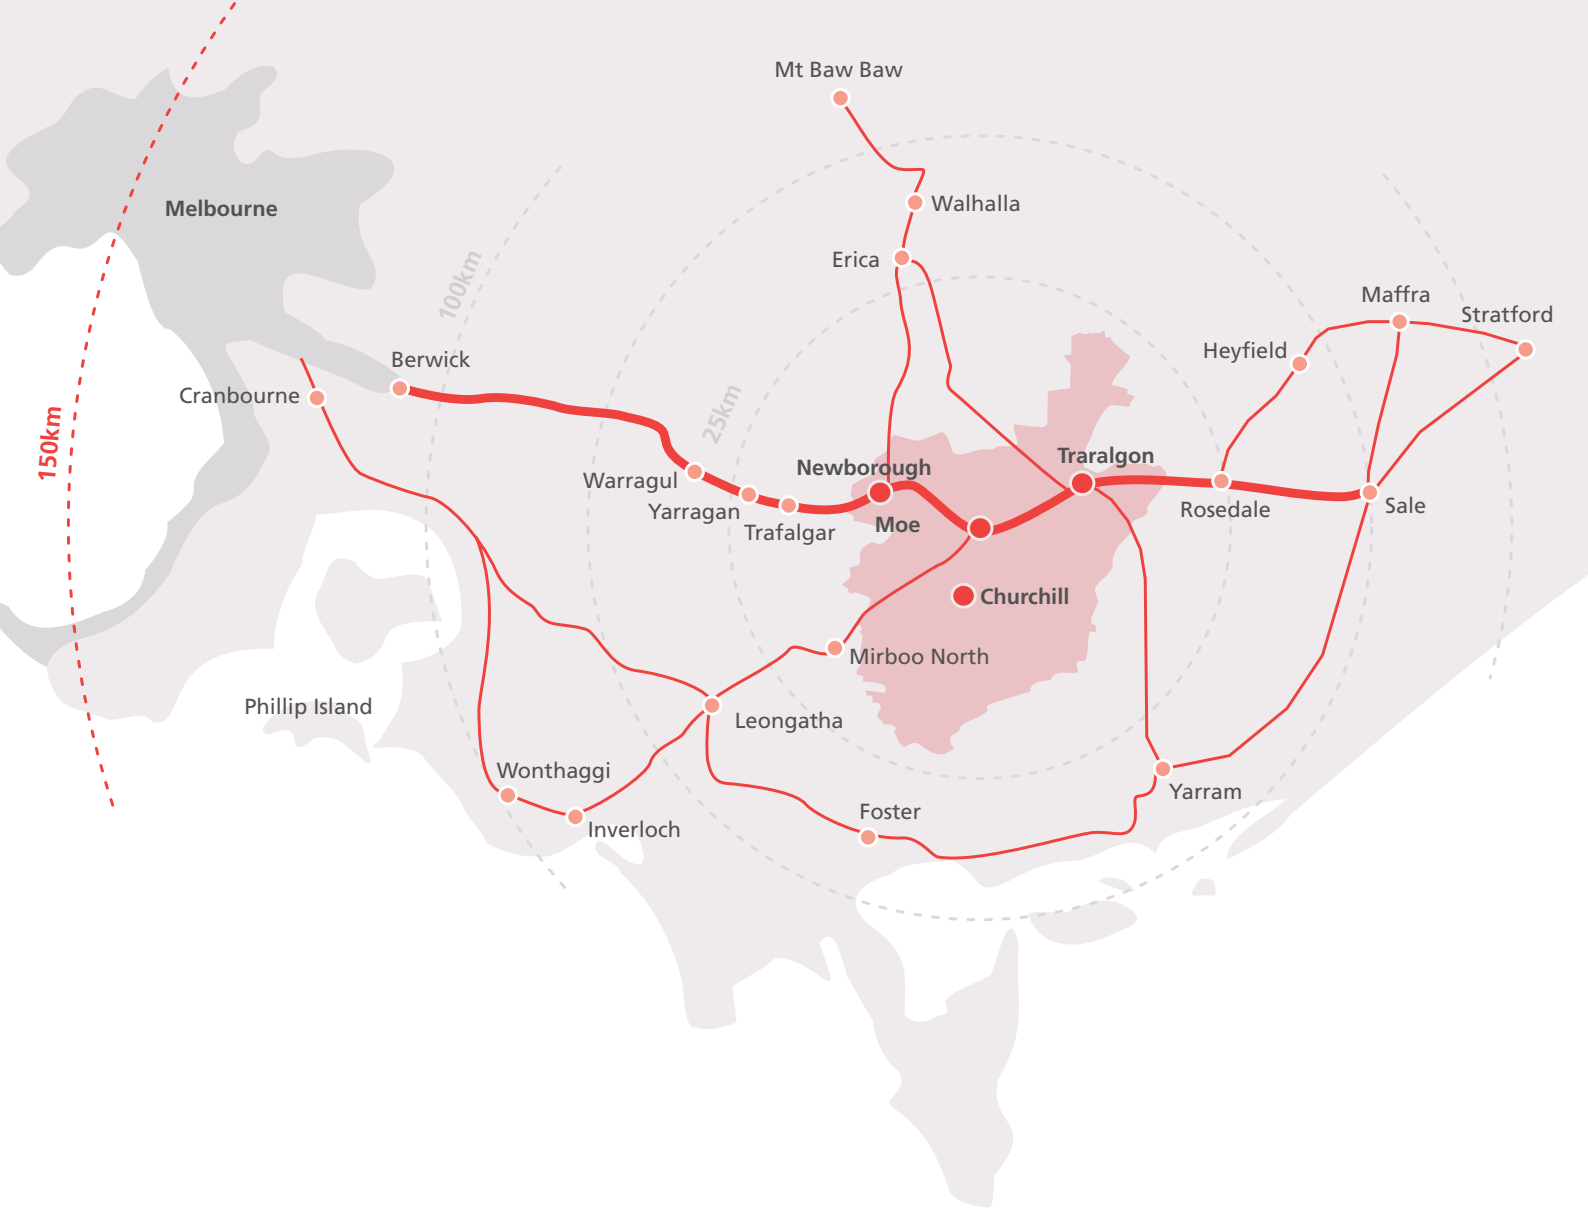 Mt Baw Baw
Walhalla
Melbourne
Erica
100km
Maffra
Stratford
Heyfield
Berwick
Cranbourne
25km
150km
Traralgon
Newborough
Warragul
Yarragan
Rosedale
Sale
Moe
Trafalgar
Churchill
Mirboo North
Phillip Island
Leongatha
Wonthaggi
Yarram
Foster
Inverloch